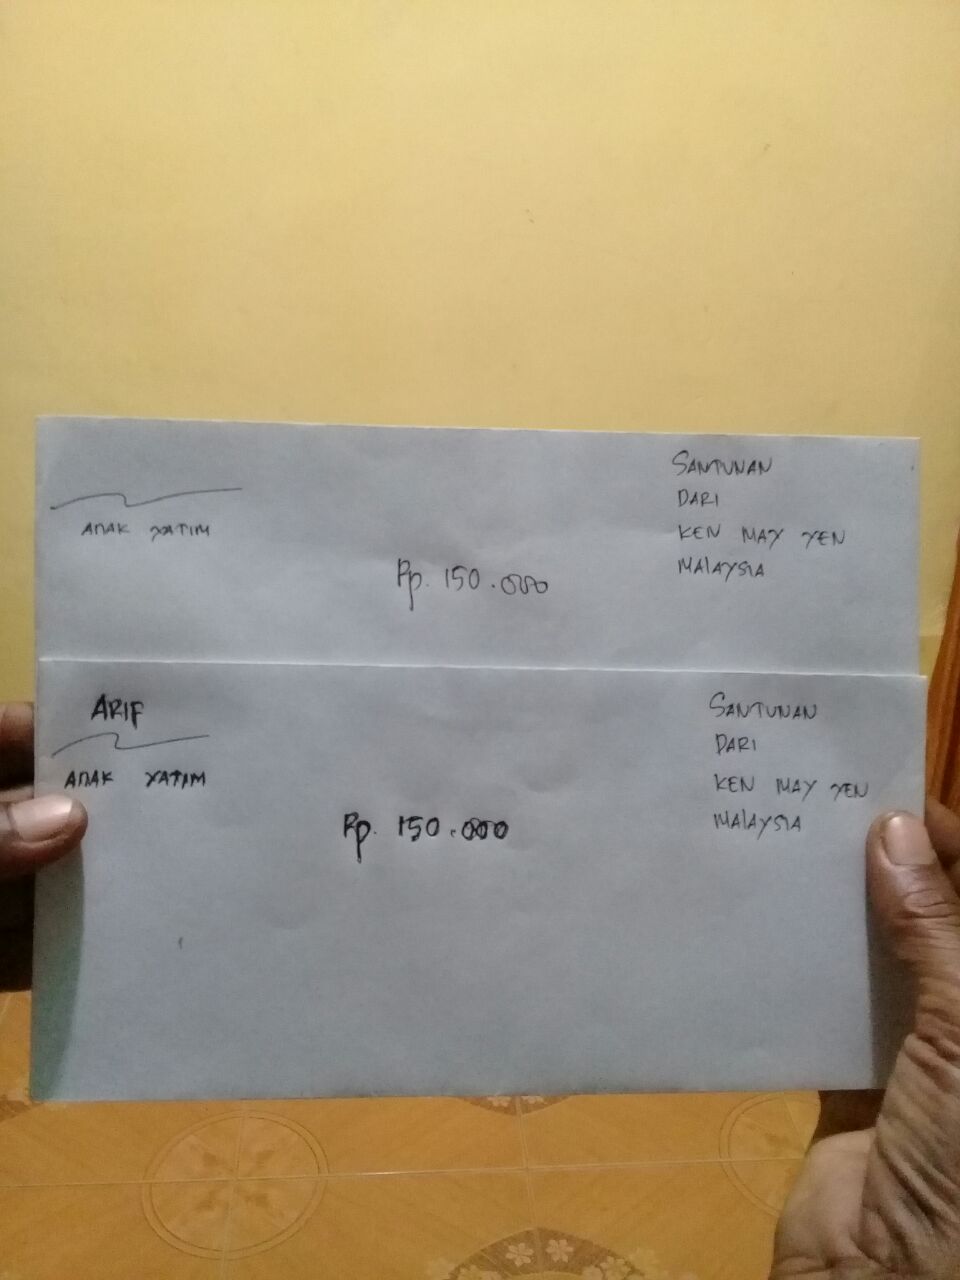 SANTUNAN
DARI
KEN MAY YEN
MALAYSIA
ANAK YATIM
Rp. 150.000
ARIF
ANAK YATIM
SANTUNAN
DARI
KEN MAY YEN
MALAYSIA
Rp. 150.000